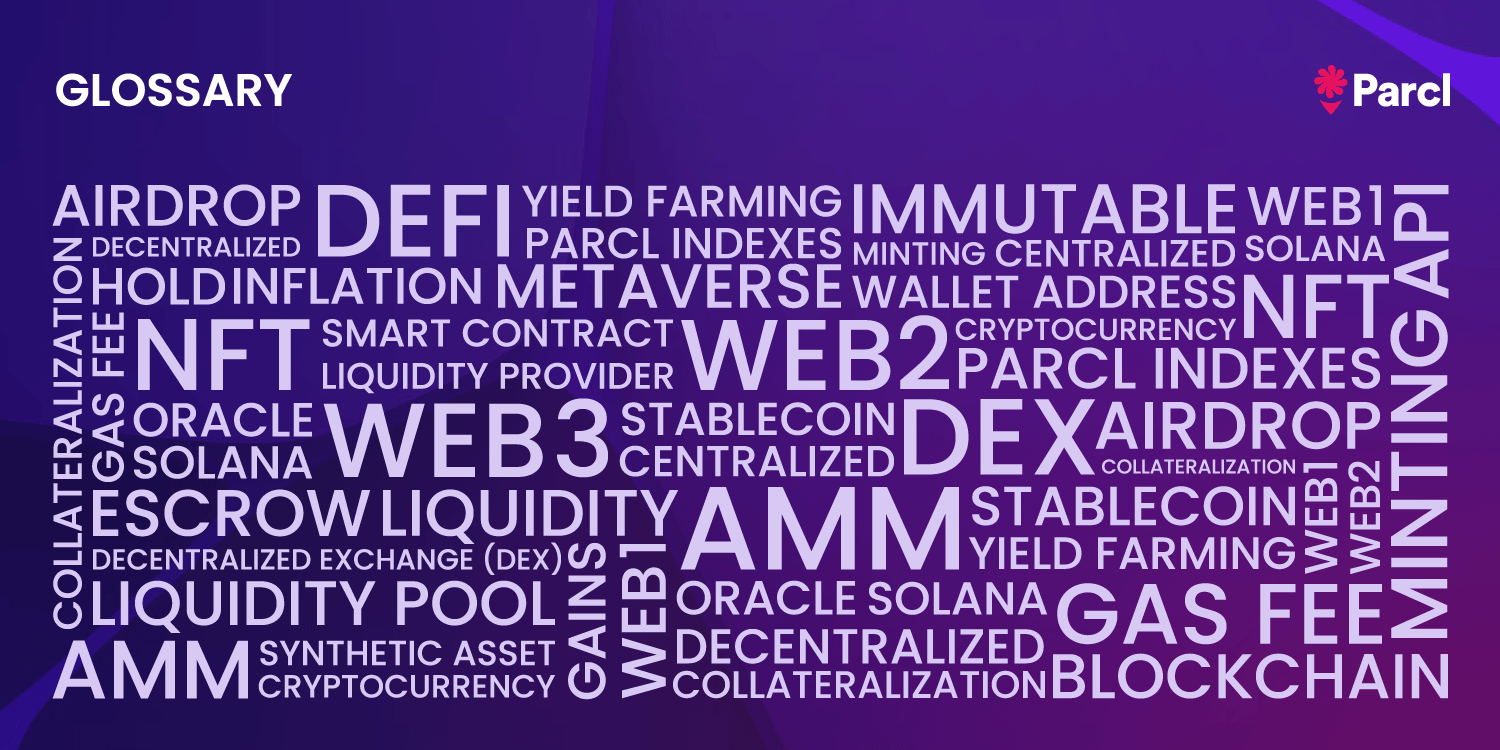 GLOSSARY
Parcl
AIRDROP
DEFI
YIELD FARMING
IMMUTABLE
WEB1
API
DECENTRALIZED
PARCL INDEXES
MINTING
CENTRALIZED
SOLANA
COLLATERALIZATION
HOLD
INFLATION
METAVERSE
WALLET ADDRESS
NFT
GAS FEE
NFT
SMART CONTRACT
WEB2
CRYPTOCURRENCY
LIQUIDITY PROVIDER
PARCL INDEXES
MINTING
ORACLE
WEB3
STABLECOIN
DEX
AIRDROP
SOLANA
CENTRALIZED
COLLATERALIZATION
WEB1
WEB2
ESCROW
LIQUIDITY
AMM
STABLECOIN
DECENTRALIZED EXCHANGE (DEX)
YIELD FARMING
GAINS
WEB1
LIQUIDITY POOL
ORACLE
SOLANA
GAS FEE
AMM
SYNTHETIC ASSET
DECENTRALIZED
CRYPTOCURRENCY
COLLATERALIZATION
BLOCKCHAIN